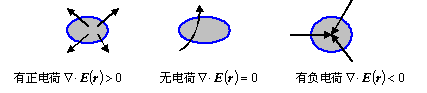 有正电荷 ∇· E(r) > 0
无电荷 ∇· E(r) = 0
有负电荷 ∇· E(r) < 0